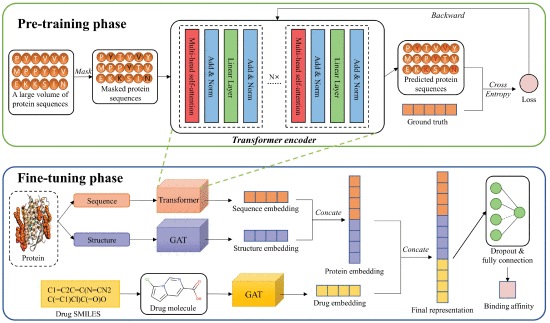 Pre-training phase
Backward
Mask
A large volume of
protein sequences
Masked protein
sequences
Multi-head self-attention
Add & Norm
Linear Layer
Add & Norm
N×
Multi-head self-attention
Add & Norm
Linear Layer
Add & Norm
Transformer encoder
Predicted protein
sequences
Ground truth
Cross
Entropy
Loss
Fine-tuning phase
Protein
Sequence
Structure
Transformer
GAT
Sequence embedding
Structure embedding
Concate
Protein embedding
Concate
Final representation
Dropout &
fully connection
Binding affinity
C1=C2C=C(N=CN2
C(=C1)Cl)C(=O)O
Drug SMILES
Drug molecule
GAT
Drug embedding